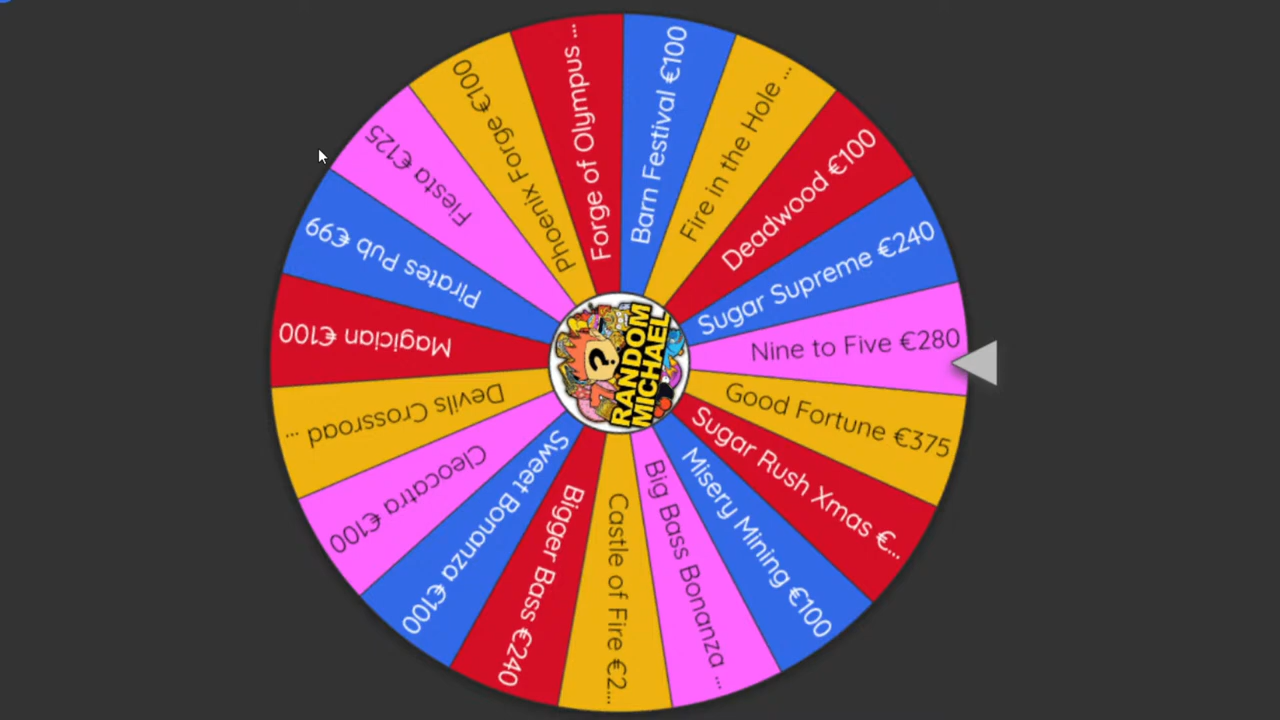 Barn Festival €100
Fire in the Hole ...
Deadwood €100
Sugar Supreme €240
Nine to Five €280
Good Fortune €375
Sugar Rush Xmas €...
Misery Mining €100
Big Bass Bonanza ...
Castle of Fire €2...
Bigger Bass €240
Sweet Bonanza €100
Cleocatra €100
Devils Crossroad ...
Magician €100
Pirates Pub €99
Fiesta €125
Phoenix Forge €100
Forge of Olympus ...
?
RANDOM
MICHAEL